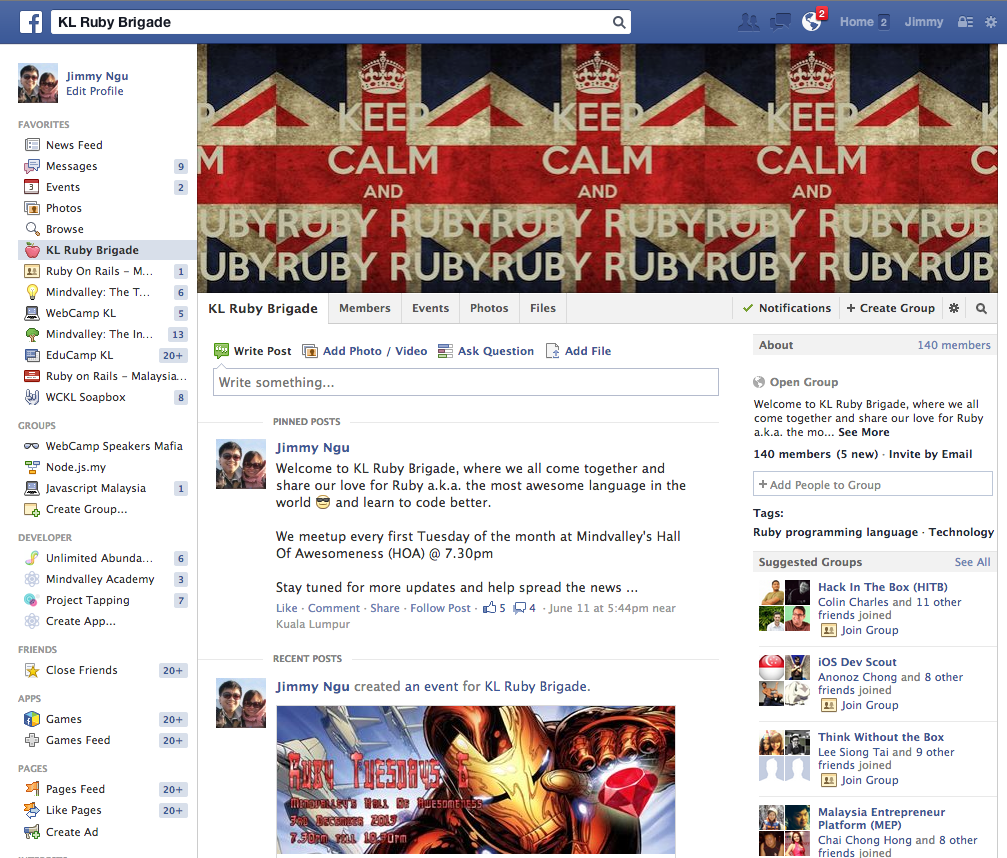 KL Ruby Brigade
2
Home 2
Jimmy
Jimmy Ngu
Edit Profile
FAVORITES
News Feed
Messages 9
Events 2
Photos
Browse
KL Ruby Brigade
Ruby On Rails – M... 1
Mindvalley: The T... 6
WebCamp KL 5
Mindvalley: The In... 13
EduCamp KL 20+
Ruby on Rails – Malaysia...
WCKL Soapbox 8
GROUPS
WebCamp Speakers Mafia
Node.js.my
Javascript Malaysia 1
Create Group...
DEVELOPER
Unlimited Abunda... 6
Mindvalley Academy 3
Project Tapping 7
Create App...
FRIENDS
Close Friends 20+
APPS
Games 20+
Games Feed 20+
PAGES
Pages Feed 20+
Like Pages 20+
Create Ad
KEEP KEEP KEEP
M CALM CALM CALM C
AND AND AND
RUBYRUBY RUBYRUBY RUBYRUBY RUBY
UBYRUBY RUBYRUBY RUBYRUBY RUBY
KL Ruby Brigade Members Events Photos Files
✓ Notifications + Create Group
Write Post Add Photo / Video Ask Question Add File
Write something...
PINNED POSTS
Jimmy Ngu
Welcome to KL Ruby Brigade, where we all come together and
share our love for Ruby a.k.a. the most awesome language in the
world 😎 and learn to code better.
We meetup every first Tuesday of the month at Mindvalley's Hall
Of Awesomeness (HOA) @ 7.30pm
Stay tuned for more updates and help spread the news ...
Like · Comment · Share · Follow Post · 5 4 · June 11 at 5:44pm near
Kuala Lumpur
RECENT POSTS
Jimmy Ngu created an event for KL Ruby Brigade.
Ruby Tuesdays 6
Mindvalley's Hall Of Awesomeness
3rd December 2013
7.30pm till 10.30pm
About 140 members
Open Group
Welcome to KL Ruby Brigade, where we all
come together and share our love for Ruby
a.k.a. the mo... See More
140 members (5 new) · Invite by Email
+ Add People to Group
Tags:
Ruby programming language · Technology
Suggested Groups See All
Hack In The Box (HITB)
Colin Charles and 11 other
friends joined
Join Group
iOS Dev Scout
Anonoz Chong and 8 other
friends joined
Join Group
Think Without the Box
Lee Siong Tai and 9 other
friends joined
Join Group
Malaysia Entrepreneur
Platform (MEP)
Chai Chong Hong and 8 other
friends joined